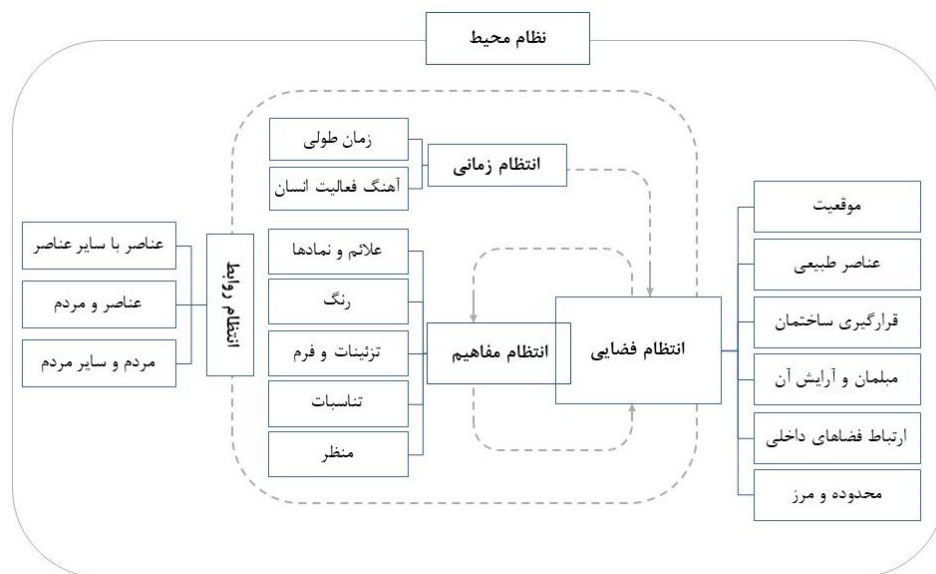 نظام محیط
انتظام زمانی
زمان طولی
آهنگ فعالیت انسان
انتظام فضایی
موقعیت
عناصر طبیعی
قرارگیری ساختمان
مبلمان و آرایش آن
ارتباط فضاهای داخلی
محدوده و مرز
انتظام مفاهیم
علائم و نمادها
رنگ
تزئینات و فرم
تناسبات
منظر
انتظام روابط
عناصر با سایر عناصر
عناصر و مردم
مردم و سایر مردم